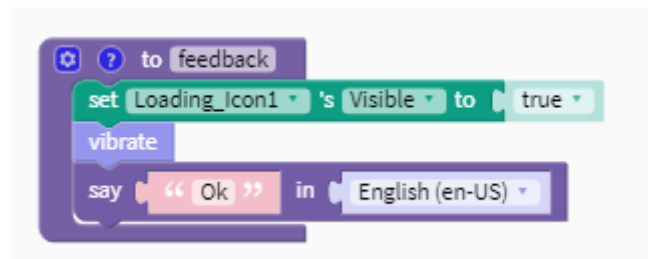 ? to feedback
set Loading_Icon1 's Visible to true
vibrate
say “ Ok ” in English (en-US)